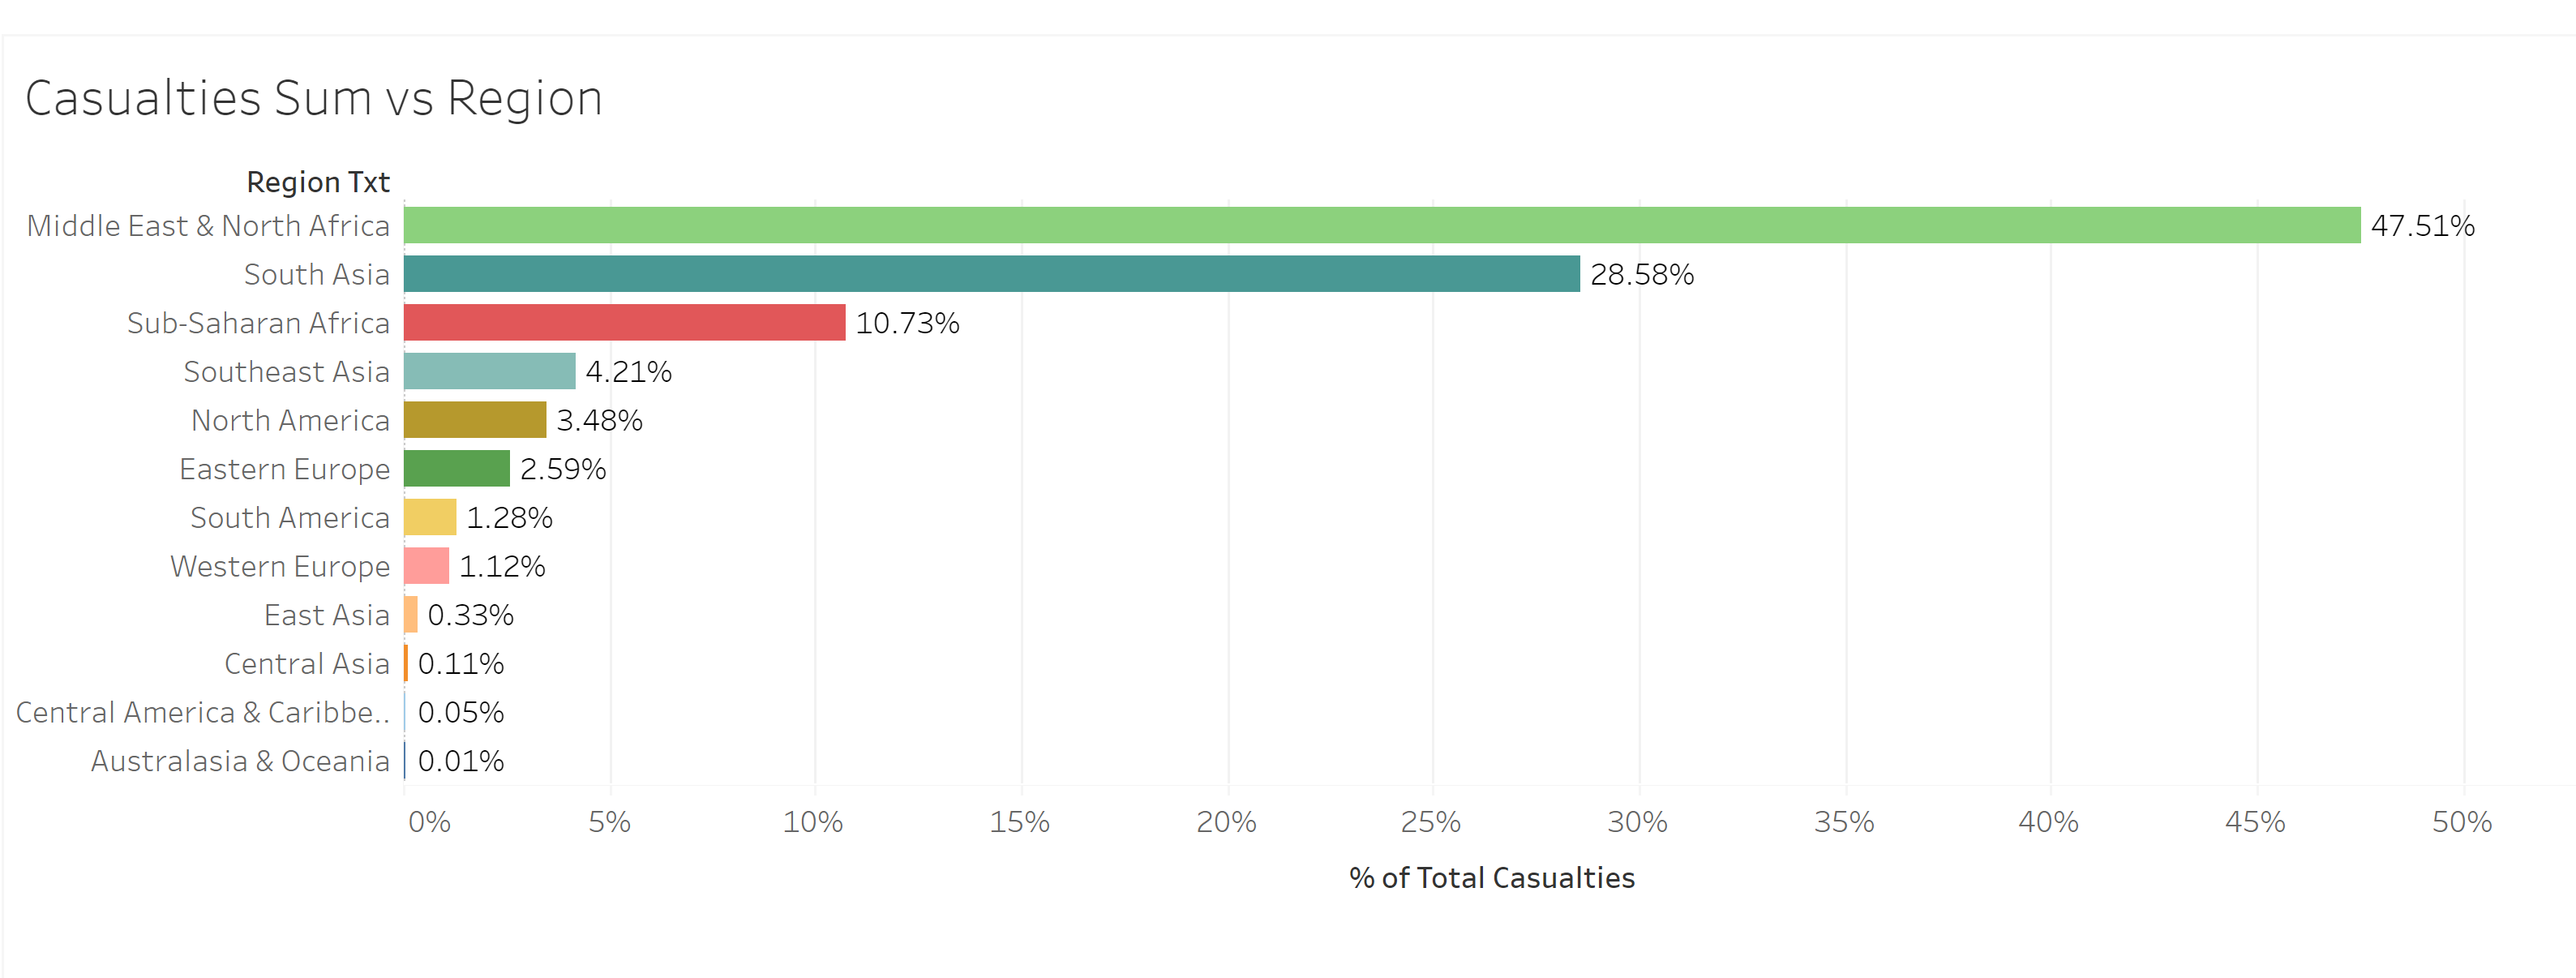 Casualties Sum vs Region
Region Txt
Middle East & North Africa 47.51%
South Asia 28.58%
Sub-Saharan Africa 10.73%
Southeast Asia 4.21%
North America 3.48%
Eastern Europe 2.59%
South America 1.28%
Western Europe 1.12%
East Asia 0.33%
Central Asia 0.11%
Central America & Caribbe.. 0.05%
Australasia & Oceania 0.01%
0% 5% 10% 15% 20% 25% 30% 35% 40% 45% 50%
% of Total Casualties